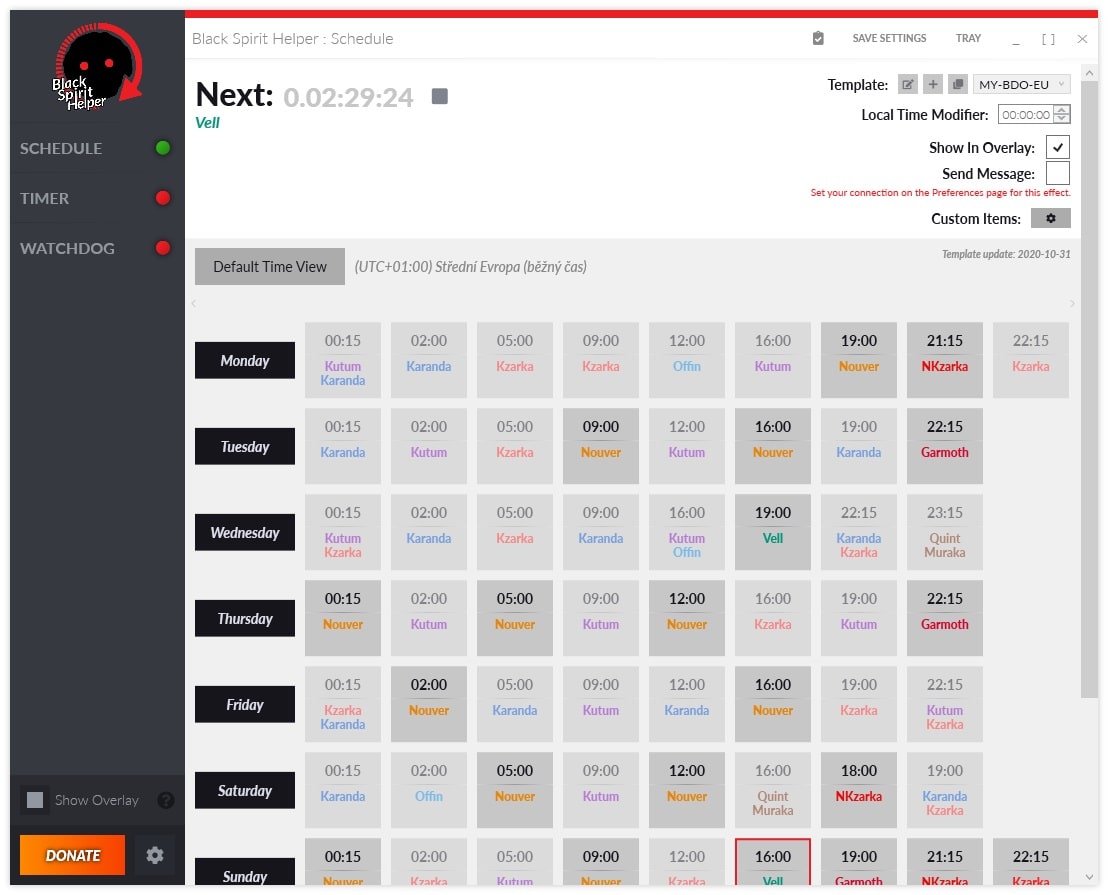 Black
Spirit
Helper
Black Spirit Helper : Schedule
SAVE SETTINGS
TRAY
SCHEDULE
TIMER
WATCHDOG
Next: 0.02:29:24
Vell
Template: MY-BDO-EU
Local Time Modifier: 00:00:00
Show In Overlay:
Send Message:
Set your connection on the Preferences page for this effect.
Custom Items:
Default Time View (UTC+01:00) Střední Evropa (běžný čas)
Template update: 2020-10-31
Monday
00:15 02:00 05:00 09:00 12:00 16:00 19:00 21:15 22:15
Kutum Karanda Kzarka Kzarka Offin Kutum Nouver NKzarka Kzarka
Karanda
Tuesday
00:15 02:00 05:00 09:00 12:00 16:00 19:00 22:15
Karanda Kutum Kzarka Nouver Kutum Nouver Karanda Garmoth
Wednesday
00:15 02:00 05:00 09:00 16:00 19:00 22:15 23:15
Kutum Karanda Kzarka Karanda Kutum Vell Karanda Quint
Kzarka Offin Kzarka Muraka
Thursday
00:15 02:00 05:00 09:00 12:00 16:00 19:00 22:15
Nouver Kutum Nouver Kutum Nouver Kzarka Kutum Garmoth
Friday
00:15 02:00 05:00 09:00 12:00 16:00 19:00 22:15
Kzarka Nouver Karanda Kutum Karanda Nouver Kzarka Kutum
Karanda Kzarka
Saturday
00:15 02:00 05:00 09:00 12:00 16:00 18:00 19:00
Karanda Offin Nouver Kutum Nouver Quint NKzarka Karanda
Muraka Kzarka
Sunday
00:15 02:00 05:00 09:00 12:00 16:00 19:00 21:15 22:15
Nouver Kzarka Kutum Nouver Kzarka Vell Garmoth NKzarka Kzarka
Show Overlay ?
DONATE